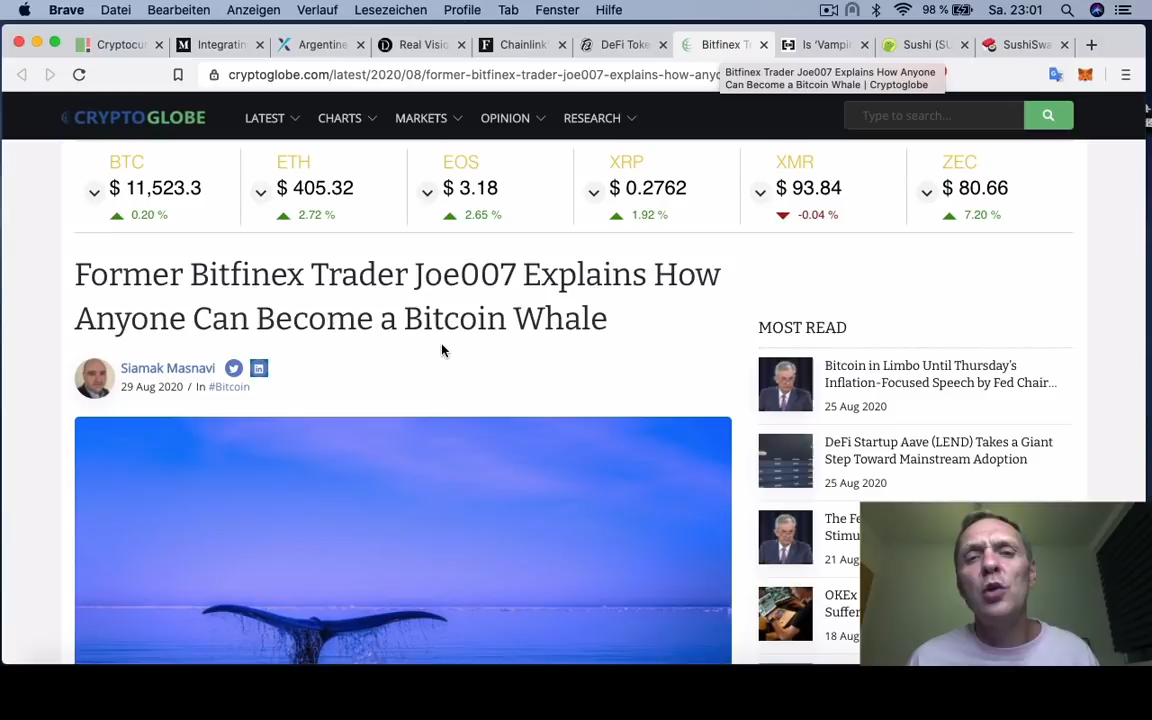 Brave Datei Bearbeiten Anzeigen Verlauf Lesezeichen Profile Tab Fenster Hilfe 98 % Sa. 23:01
Cryptocur Integratin Argentine Real Visio Chainlink DeFi Toke Bitfinex Tr Is 'Vampir Sushi (SU SushiSwa
cryptoglobe.com/latest/2020/08/former-bitfinex-trader-joe007-explains-how-anyo
Bitfinex Trader Joe007 Explains How Anyone
Can Become a Bitcoin Whale | Cryptoglobe
CRYPTOGLOBE LATEST CHARTS MARKETS OPINION RESEARCH Type to search...
BTC ETH EOS XRP XMR ZEC
$ 11,523.3 $ 405.32 $ 3.18 $ 0.2762 $ 93.84 $ 80.66
0.20 % 2.72 % 2.65 % 1.92 % -0.04 % 7.20 %
Former Bitfinex Trader Joe007 Explains How
Anyone Can Become a Bitcoin Whale
Siamak Masnavi
29 Aug 2020 / In #Bitcoin
MOST READ
Bitcoin in Limbo Until Thursday's
Inflation-Focused Speech by Fed Chair...
25 Aug 2020
DeFi Startup Aave (LEND) Takes a Giant
Step Toward Mainstream Adoption
25 Aug 2020
The Fe
Stimu
21 Aug
OKEx
Suffer
18 Aug